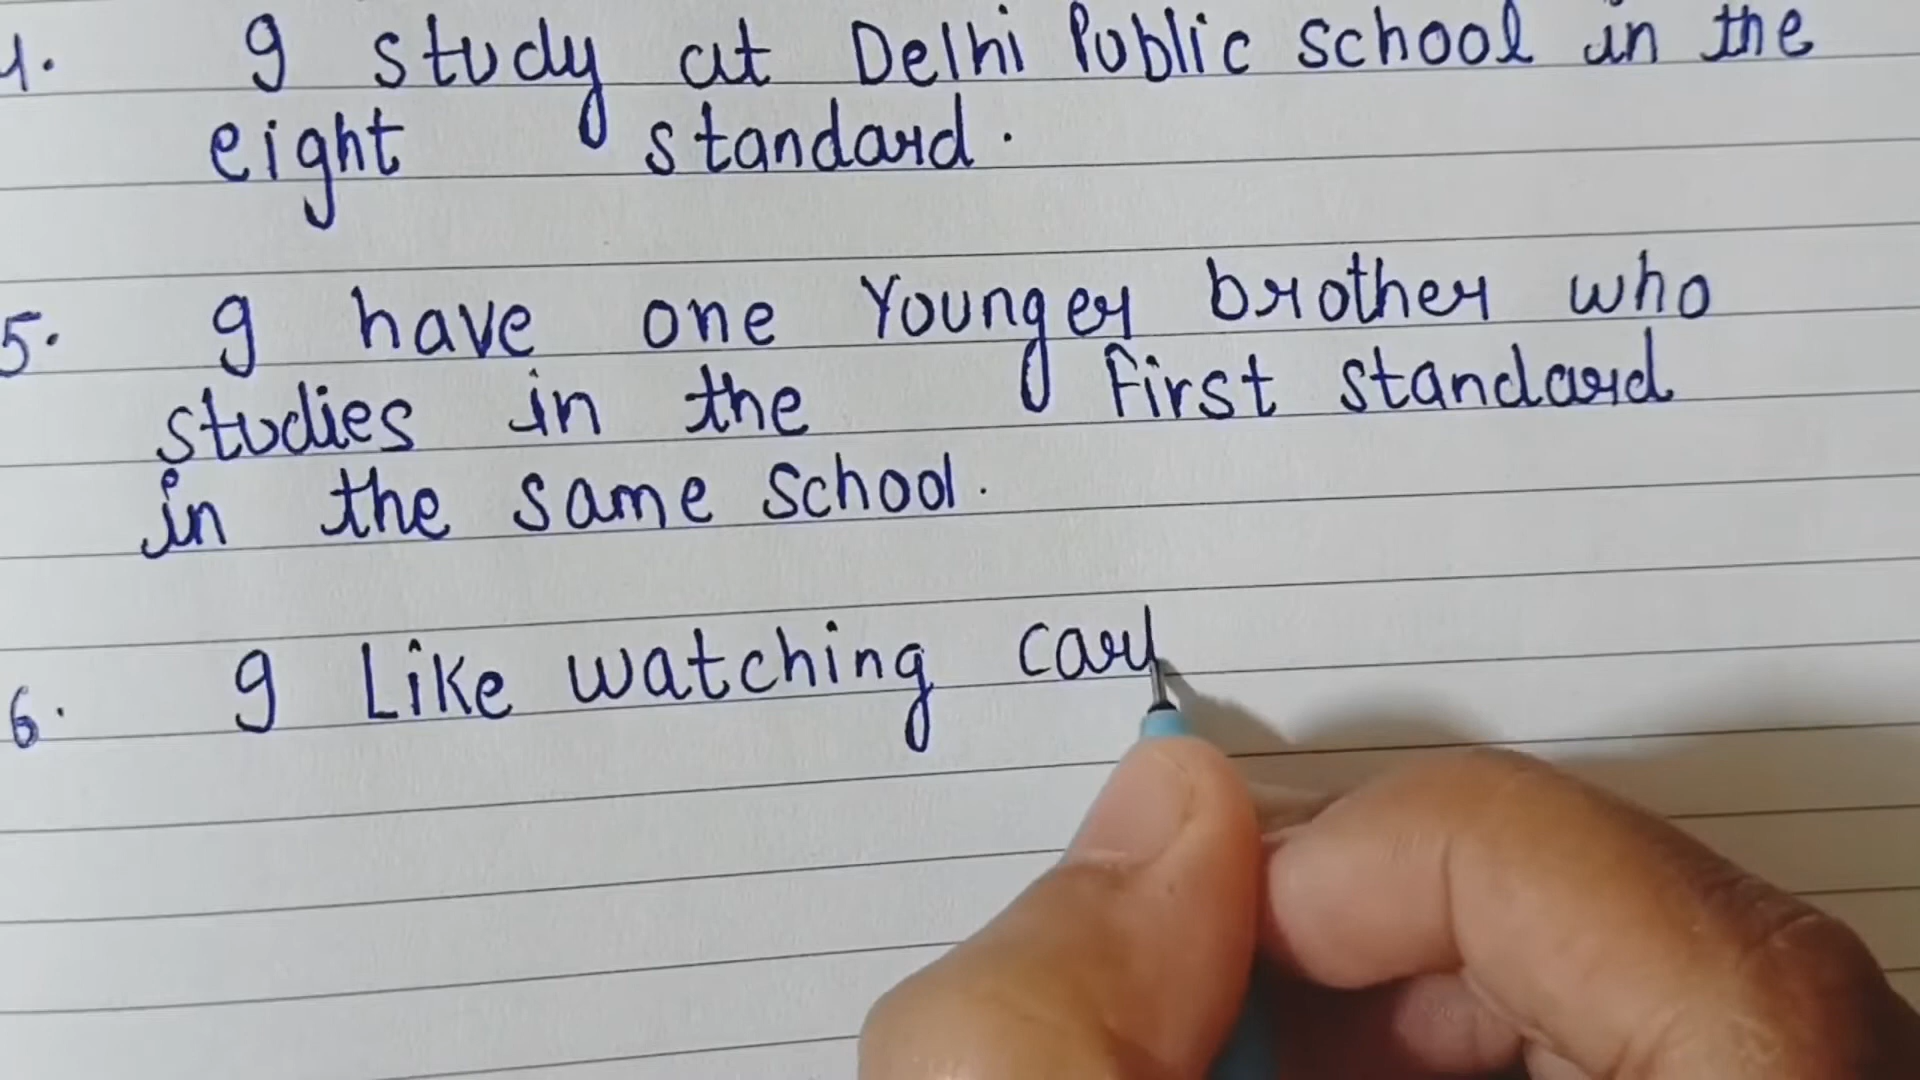 4. I study at Delhi Public school in the
eight standard.
5. I have one Younger brother who
studies in the first standard
in the same school.
6. I Like watching car